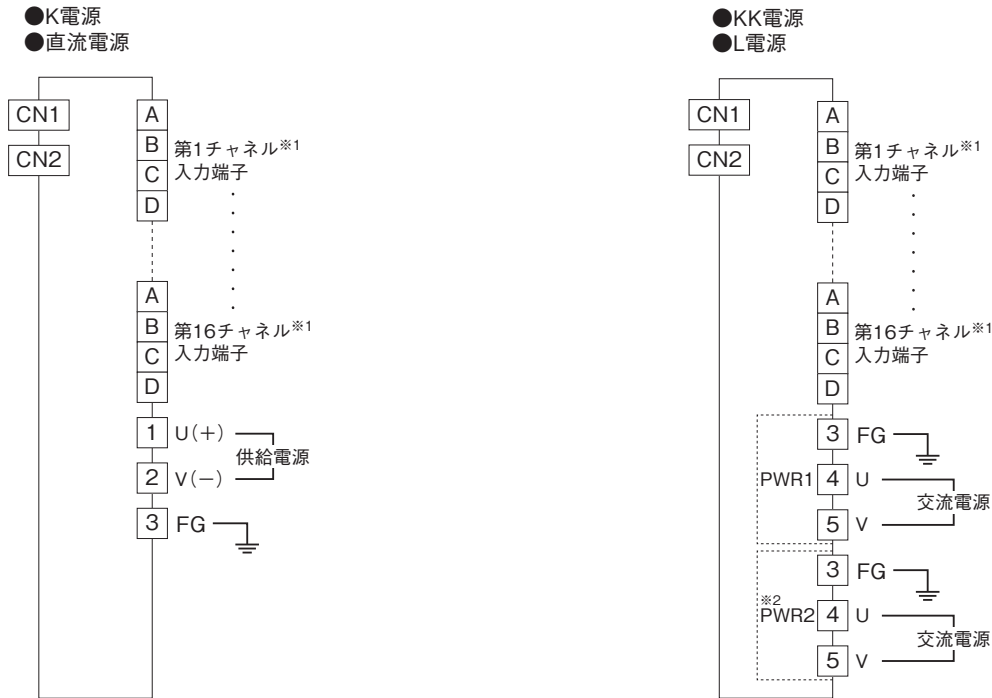 ●K電源
●直流電源
CN1
CN2
A
B
C
D
第1チャネル※1
入力端子
A
B
C
D
第16チャネル※1
入力端子
1 U(+)
供給電源
2 V(−)
3 FG
●KK電源
●L電源
CN1
CN2
A
B
C
D
第1チャネル※1
入力端子
A
B
C
D
第16チャネル※1
入力端子
3 FG
PWR1 4 U
交流電源
5 V
3 FG
※2
PWR2 4 U
交流電源
5 V